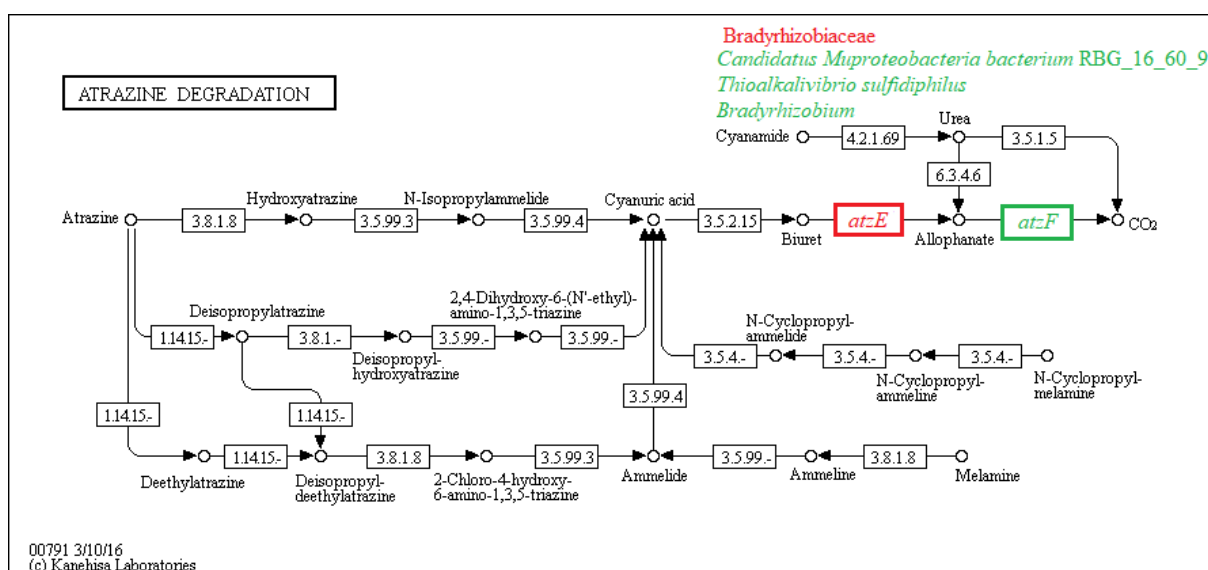 Bradyrhizobiaceae
Candidatus Muproteobacteria bacterium RBG_16_60_9
Thioalkalivibrio sulfidiphilus
Bradyrhizobium
ATRAZINE DEGRADATION
Urea
Cyanamide
4.2.1.69
3.5.1.5
6.3.4.6
Hydroxyatrazine
N-Isopropylammelide
Cyanuric acid
Atrazine
3.8.1.8
3.5.99.3
3.5.99.4
3.5.2.15
Biuret
atzE
Allophanate
atzF
CO2
Deisopropylatrazine
2,4-Dihydroxy-6-(N'-ethyl)-
amino-1,3,5-triazine
1.14.15.-
3.8.1.-
Deisopropyl-
hydroxyatrazine
3.5.99.-
3.5.99.-
N-Cyclopropyl-
ammelide
3.5.4.-
3.5.4.-
N-Cyclopropyl-
ammeline
3.5.4.-
N-Cyclopropyl-
melamine
1.14.15.-
1.14.15.-
3.5.99.4
Deethylatrazine
1.14.15.-
Deisopropyl-
deethylatrazine
3.8.1.8
2-Chloro-4-hydroxy-
6-amino-1,3,5-triazine
3.5.99.3
Ammelide
3.5.99.-
Ammeline
3.8.1.8
Melamine
00791 3/10/16
(c) Kanehisa Laboratories